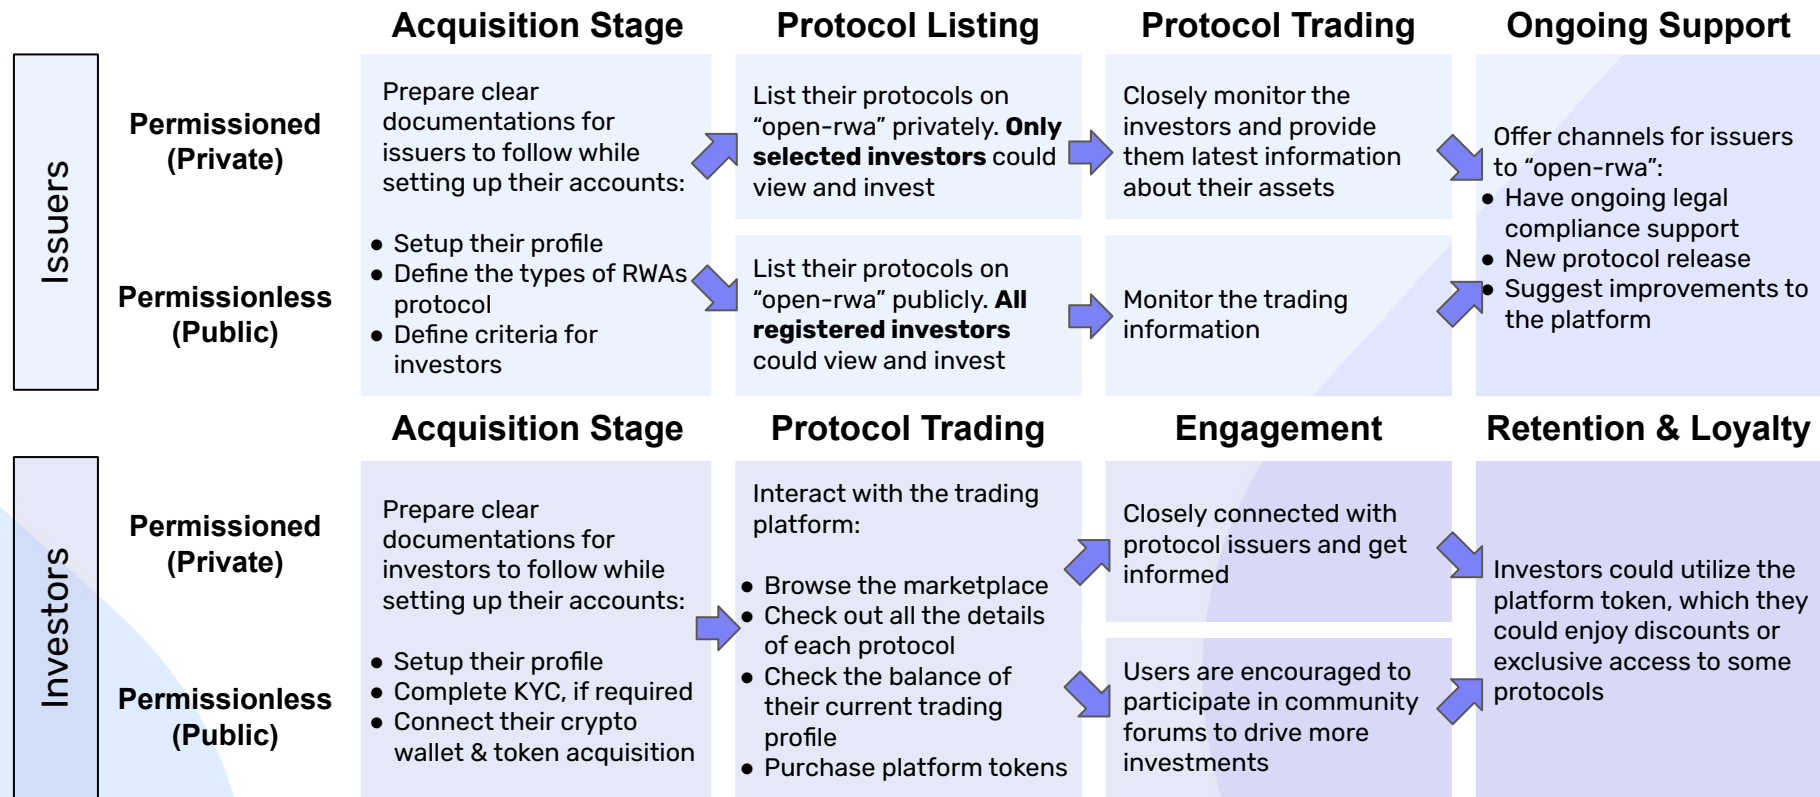 Acquisition Stage
Protocol Listing
Protocol Trading
Ongoing Support
Issuers
Permissioned
(Private)
Permissionless
(Public)
Prepare clear
documentations for
issuers to follow while
setting up their accounts:
● Setup their profile
● Define the types of RWAs
protocol
● Define criteria for
investors
List their protocols on
“open-rwa” privately. Only
selected investors could
view and invest
List their protocols on
“open-rwa” publicly. All
registered investors
could view and invest
Closely monitor the
investors and provide
them latest information
about their assets
Monitor the trading
information
Offer channels for issuers
to “open-rwa”:
● Have ongoing legal
compliance support
● New protocol release
● Suggest improvements to
the platform
Acquisition Stage
Protocol Trading
Engagement
Retention & Loyalty
Investors
Permissioned
(Private)
Permissionless
(Public)
Prepare clear
documentations for
investors to follow while
setting up their accounts:
● Setup their profile
● Complete KYC, if required
● Connect their crypto
wallet & token acquisition
Interact with the trading
platform:
● Browse the marketplace
● Check out all the details
of each protocol
● Check the balance of
their current trading
profile
● Purchase platform tokens
Closely connected with
protocol issuers and get
informed
Users are encouraged to
participate in community
forums to drive more
investments
Investors could utilize the
platform token, which they
could enjoy discounts or
exclusive access to some
protocols